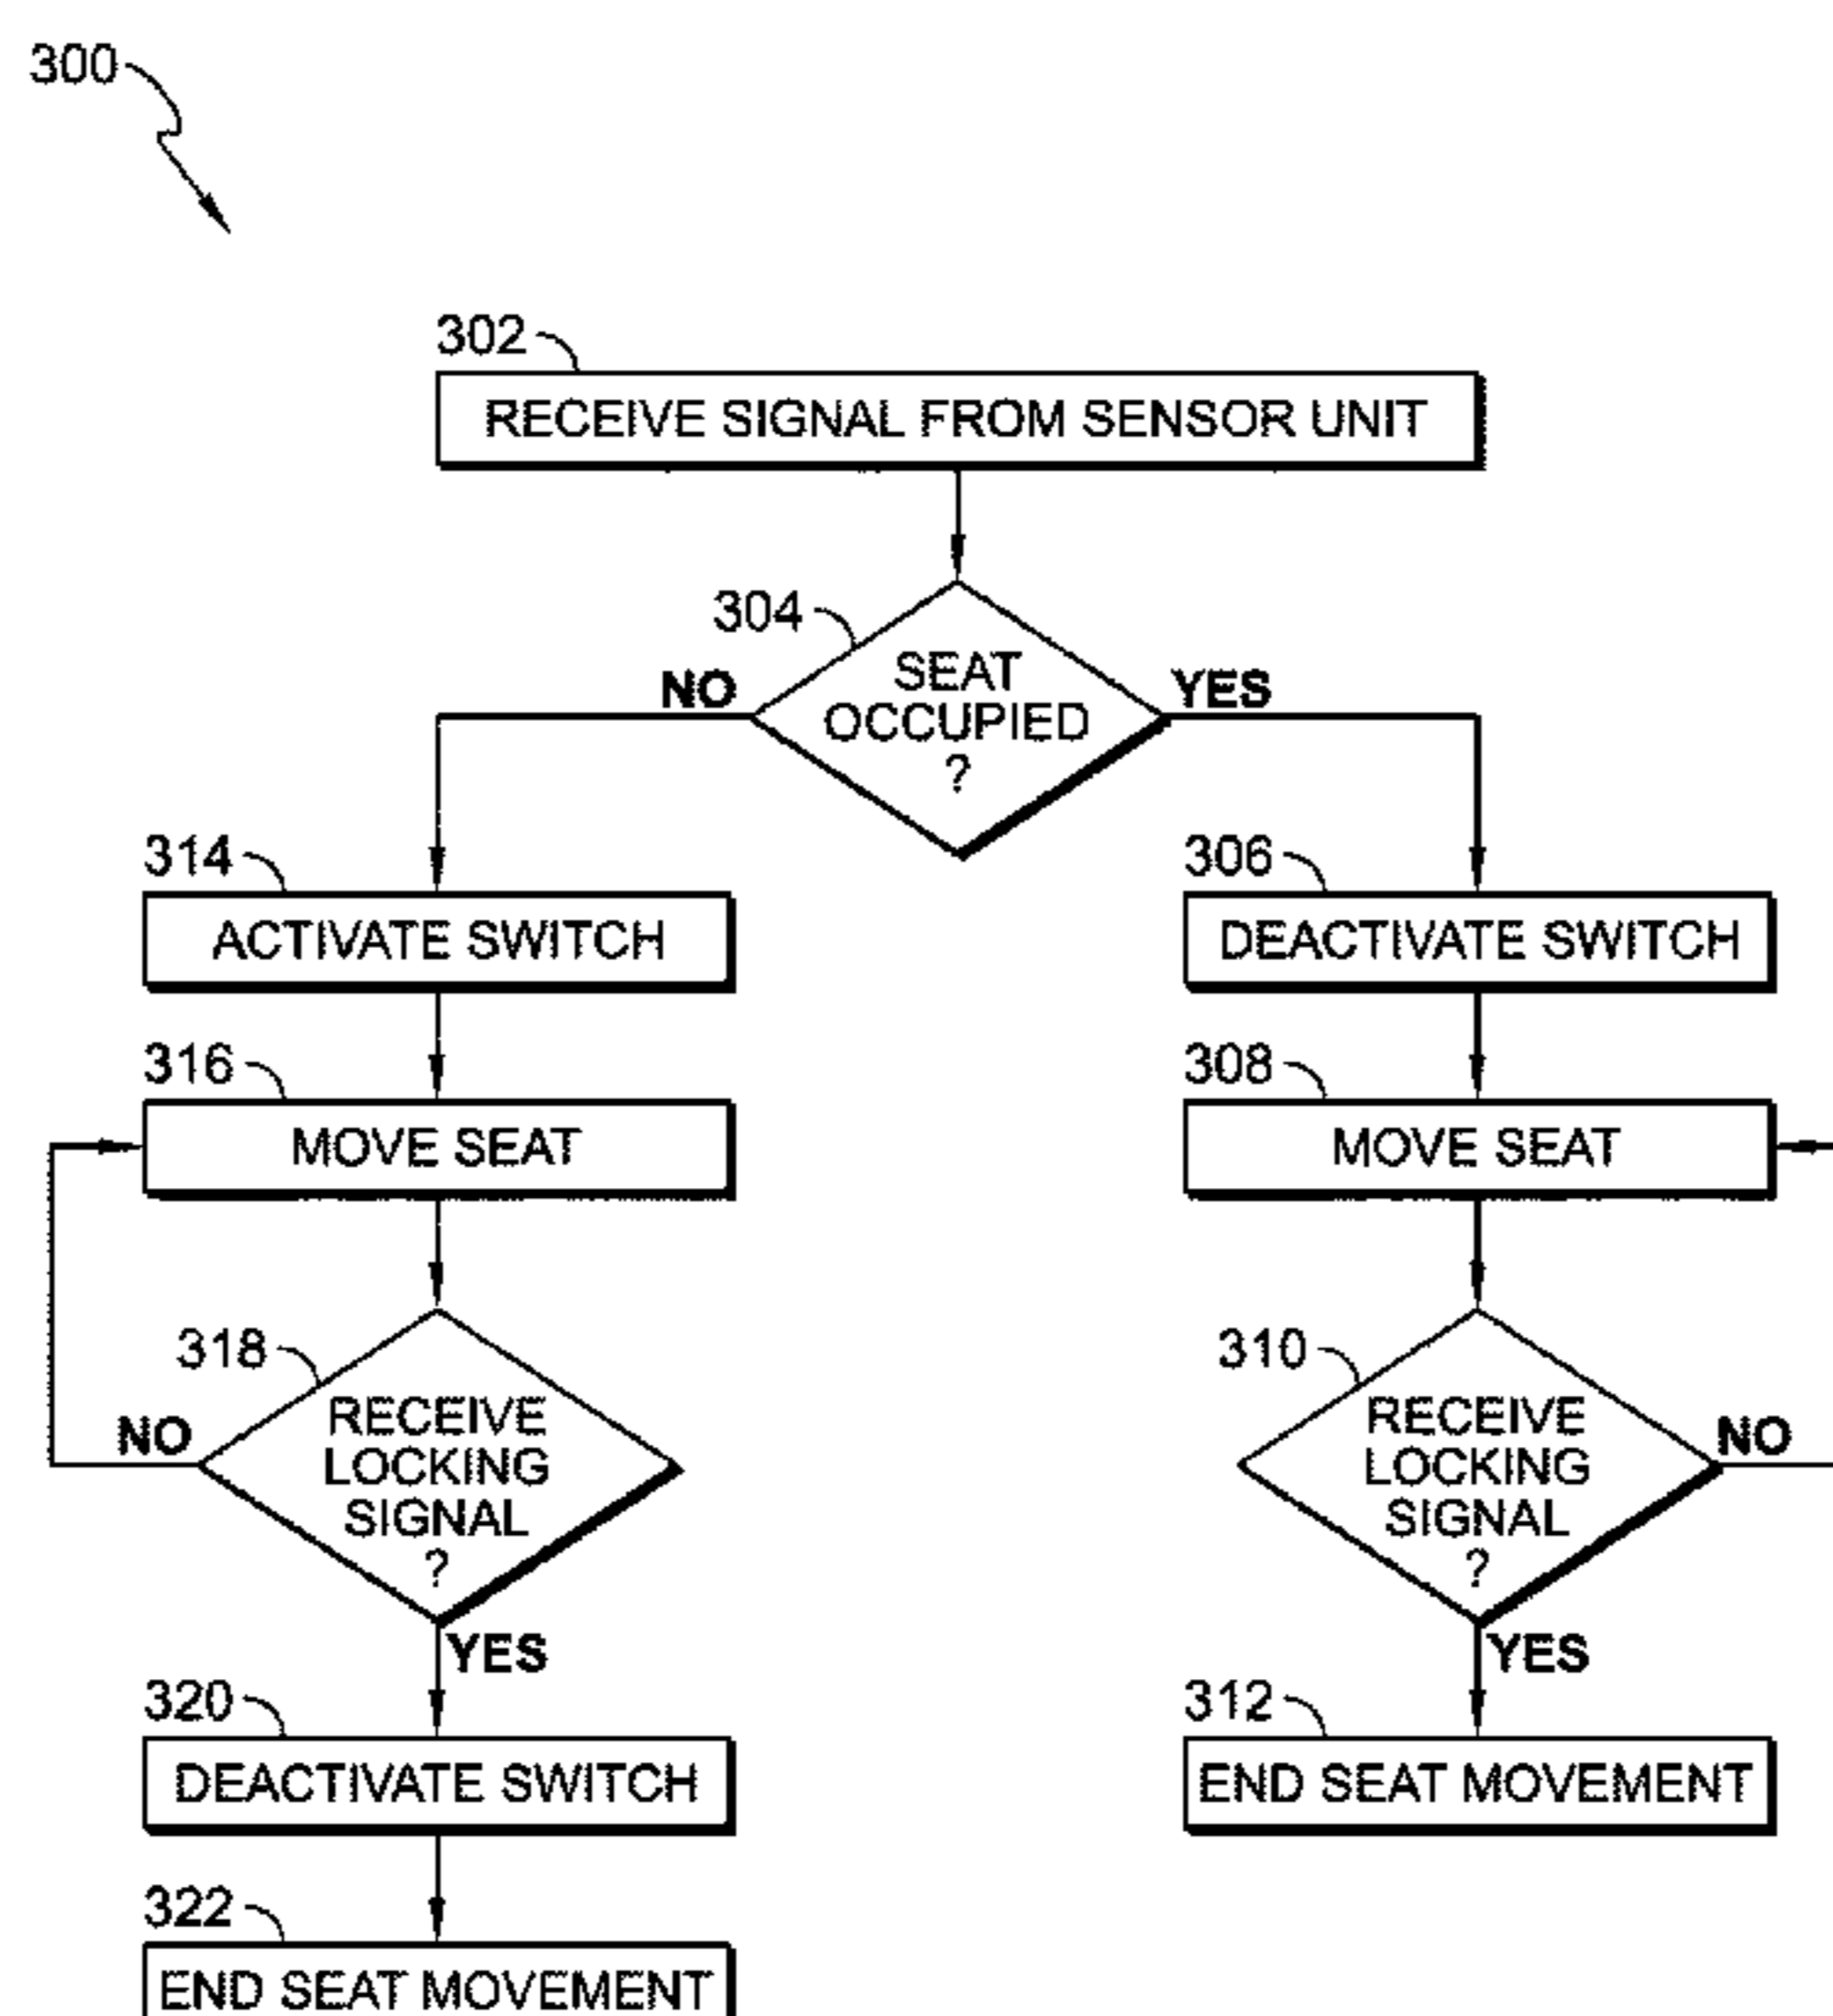 300
302
RECEIVE SIGNAL FROM SENSOR UNIT
304
SEAT
OCCUPIED
?
NO
YES
314
ACTIVATE SWITCH
316
MOVE SEAT
318
RECEIVE
LOCKING
SIGNAL
?
NO
YES
320
DEACTIVATE SWITCH
322
END SEAT MOVEMENT
306
DEACTIVATE SWITCH
308
MOVE SEAT
310
RECEIVE
LOCKING
SIGNAL
?
NO
YES
312
END SEAT MOVEMENT